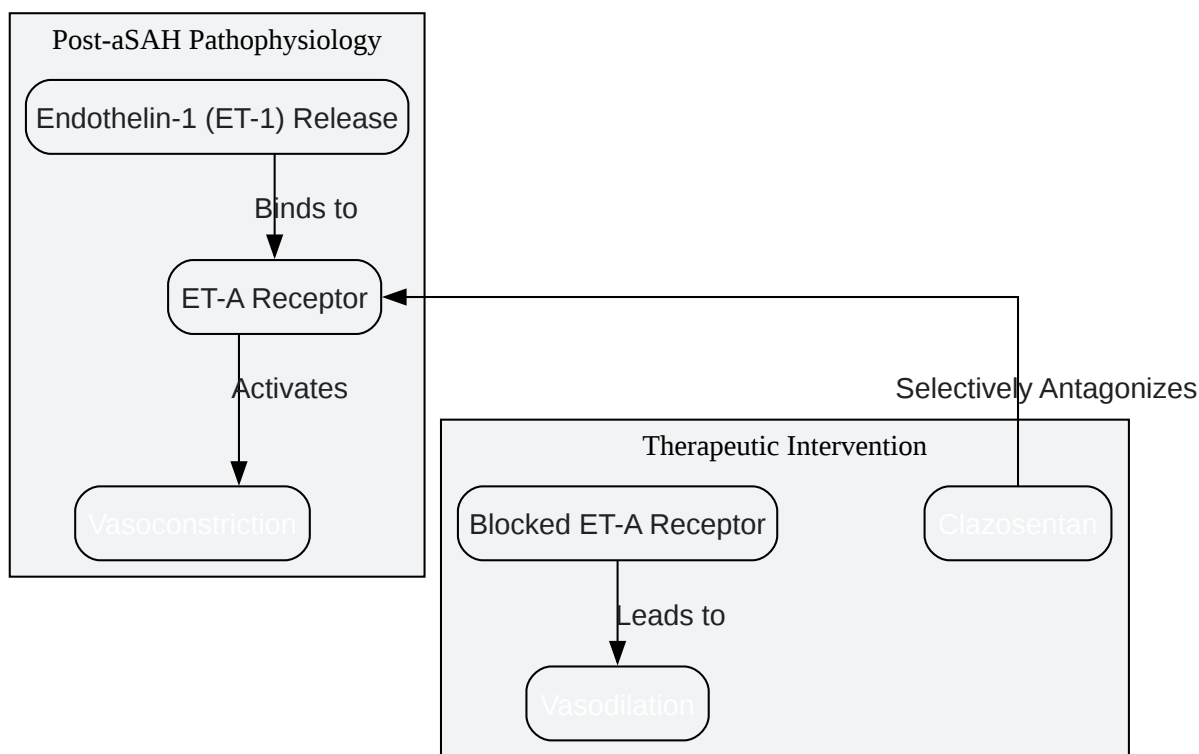 Post-aSAH Pathophysiology
Endothelin-1 (ET-1) Release
Binds to
ET-A Receptor
Activates
Selectively Antagonizes
Vasoconstriction
Therapeutic Intervention
Blocked ET-A Receptor
Clazosentan
Leads to
Vasodilation